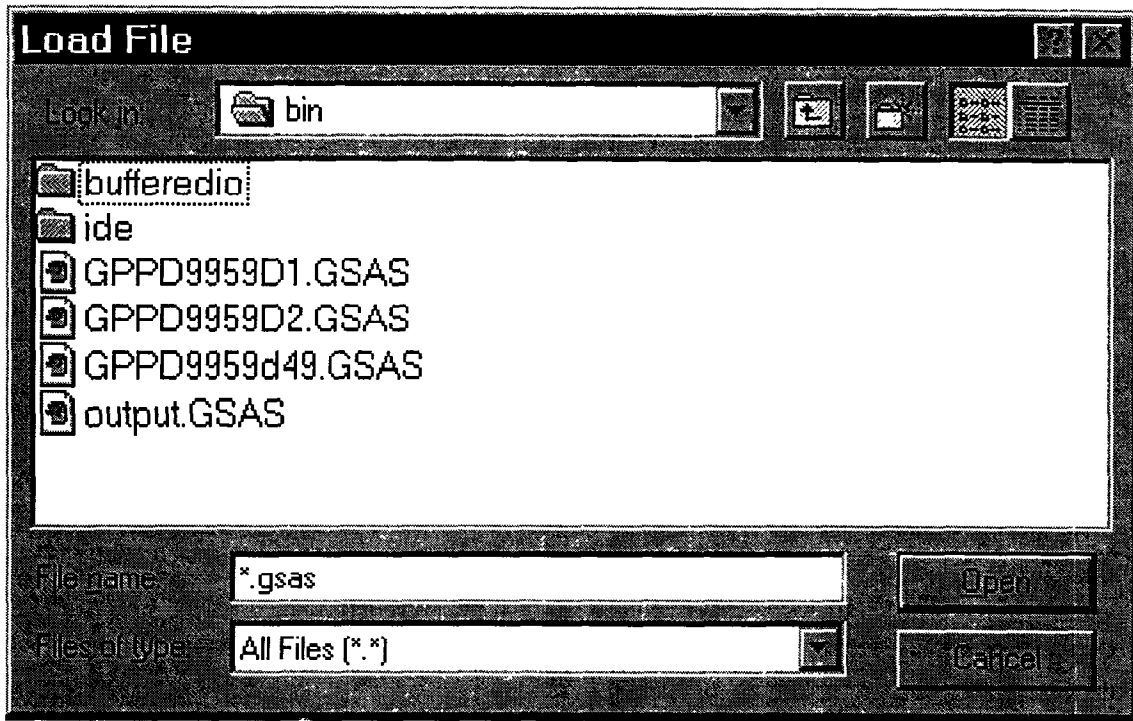 Load File
Look in: bin
bufferedio
ide
GPPD9959D1.GSAS
GPPD9959D2.GSAS
GPPD9959d49.GSAS
output.GSAS
File name: *.gsas Open
Files of type: All Files (*.*) Cancel